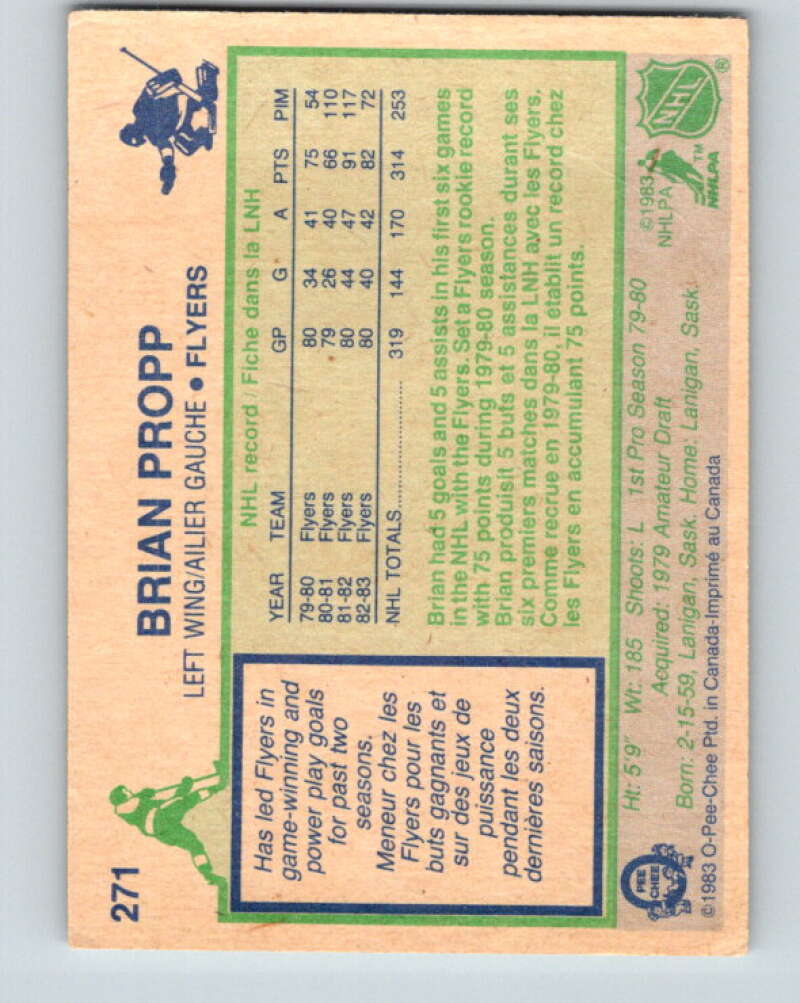 271
BRIAN PROPP
LEFT WING/AILIER GAUCHE • FLYERS
Has led Flyers in
game-winning and
power play goals
for past two
seasons.
Meneur chez les
Flyers pour les
buts gagnants et
sur des jeux de
puissance
pendant les deux
dernières saisons.
NHL record / Fiche dans la LNH
YEAR TEAM GP G A PTS PIM
79-80 Flyers 80 34 41 75 54
80-81 Flyers 79 26 40 66 110
81-82 Flyers 80 44 47 91 117
82-83 Flyers 80 40 42 82 72
NHL TOTALS.................... 319 144 170 314 253
Brian had 5 goals and 5 assists in his first six games
in the NHL with the Flyers. Set a Flyers rookie record
with 75 points during 1979-80 season.
Brian produisit 5 buts et 5 assistances durant ses
six premiers matches dans la LNH avec les Flyers.
Comme recrue en 1979-80, il etablit un record chez
les Flyers en accumulant 75 points.
Ht: 5'9" Wt: 185 Shoots: L 1st Pro Season 79-80
Acquired: 1979 Amateur Draft
Born: 2-15-59, Lanigan, Sask. Home: Lanigan, Sask.
©1983 O-Pee-Chee Ptd. in Canada-Imprimé au Canada
PEE
CHEE
©1983
NHLPA
NHL ®
NHLPA ™